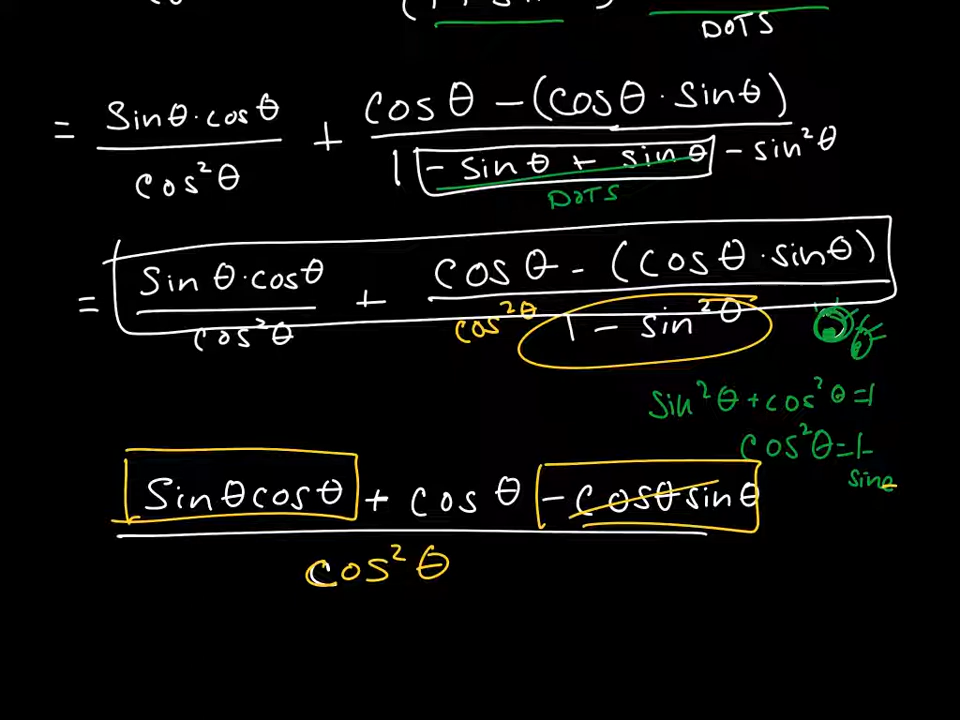 DOTS
= sinθ·cosθ / cos²θ + cosθ – (cosθ·sinθ) / 1 – sinθ + sinθ – sin²θ
DOTS
= sinθ·cosθ / cos²θ + cosθ - (cosθ·sinθ) / cos²θ 1 – sin²θ
sin²θ + cos²θ = 1
cos²θ = 1-
sin
sinθcosθ + cosθ – cosθsinθ / cos²θ